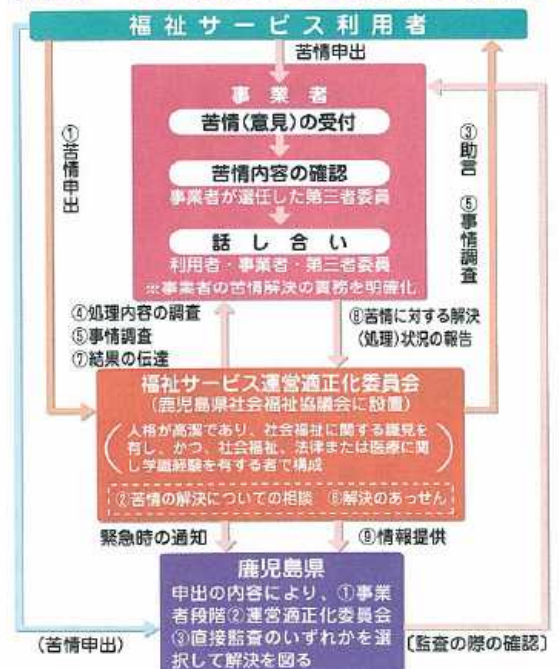 福祉サービス利用者
苦情申出
事業者
苦情(意見)の受付
苦情内容の確認
事業者が選任した第三者委員
話し合い
利用者・事業者・第三者委員
※事業者の苦情解決の責務を明確化
①苦情申出
③助言 ⑤事情調査
④処理内容の調査
⑤事情調査
⑦結果の伝達
⑧苦情に対する解決
(処理)状況の報告
福祉サービス運営適正化委員会
(鹿児島県社会福祉協議会に設置)
人格が高潔であり、社会福祉に関する識見を
有し、かつ、社会福祉、法律または医療に関
し学識経験を有する者で構成
②苦情の解決についての相談 ⑥解決のあっせん
緊急時の通知
⑨情報提供
鹿児島県
申出の内容により、①事業
者段階②運営適正化委員会
③直接監査のいずれかを選
択して解決を図る
(苦情申出)
〔監査の際の確認〕